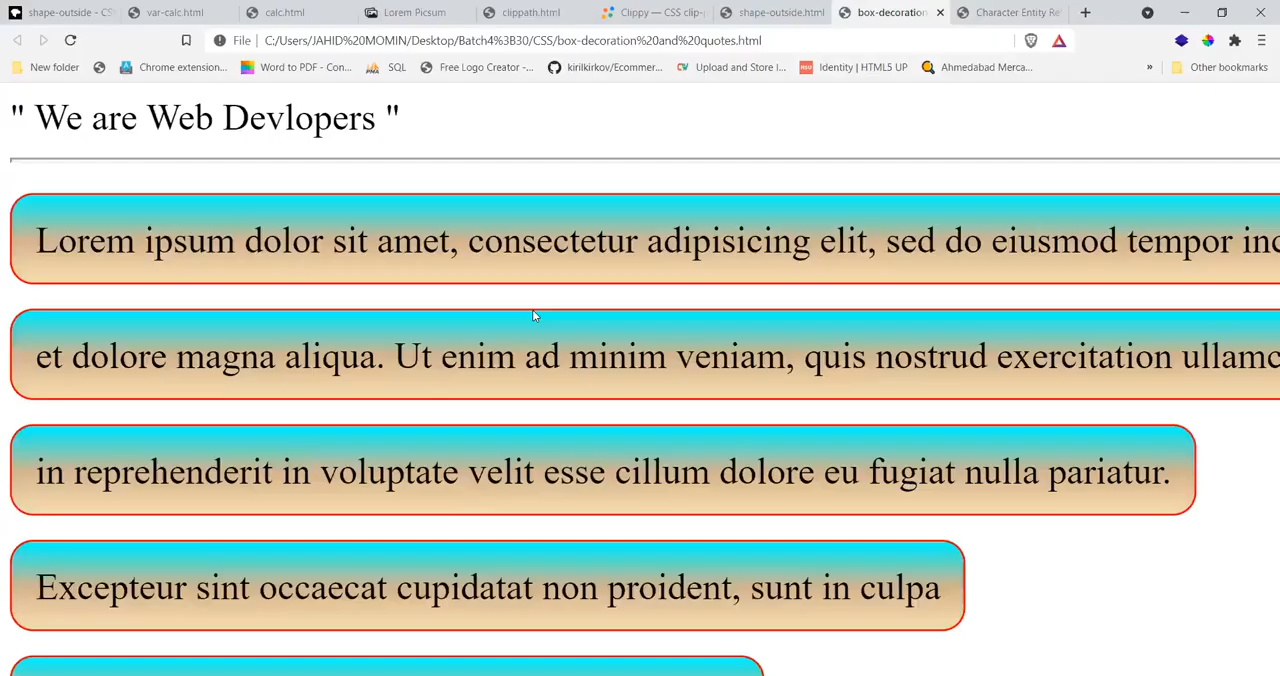 shape-outside - CS
var-calc.html
calc.html
Lorem Picsum
clippath.html
Clippy — CSS clip-p
shape-outside.html
box-decoration
Character Entity Re
File
C:/Users/JAHID%20MOMIN/Desktop/Batch4%3B30/CSS/box-decoration%20and%20quotes.html
New folder
Chrome extension...
Word to PDF - Con...
SQL
Free Logo Creator -...
kirilkirkov/Ecommer...
Upload and Store I...
Identity | HTML5 UP
Ahmedabad Merca...
»
Other bookmarks
" We are Web Devlopers "
Lorem ipsum dolor sit amet, consectetur adipisicing elit, sed do eiusmod tempor inc
et dolore magna aliqua. Ut enim ad minim veniam, quis nostrud exercitation ullamc
in reprehenderit in voluptate velit esse cillum dolore eu fugiat nulla pariatur.
Excepteur sint occaecat cupidatat non proident, sunt in culpa